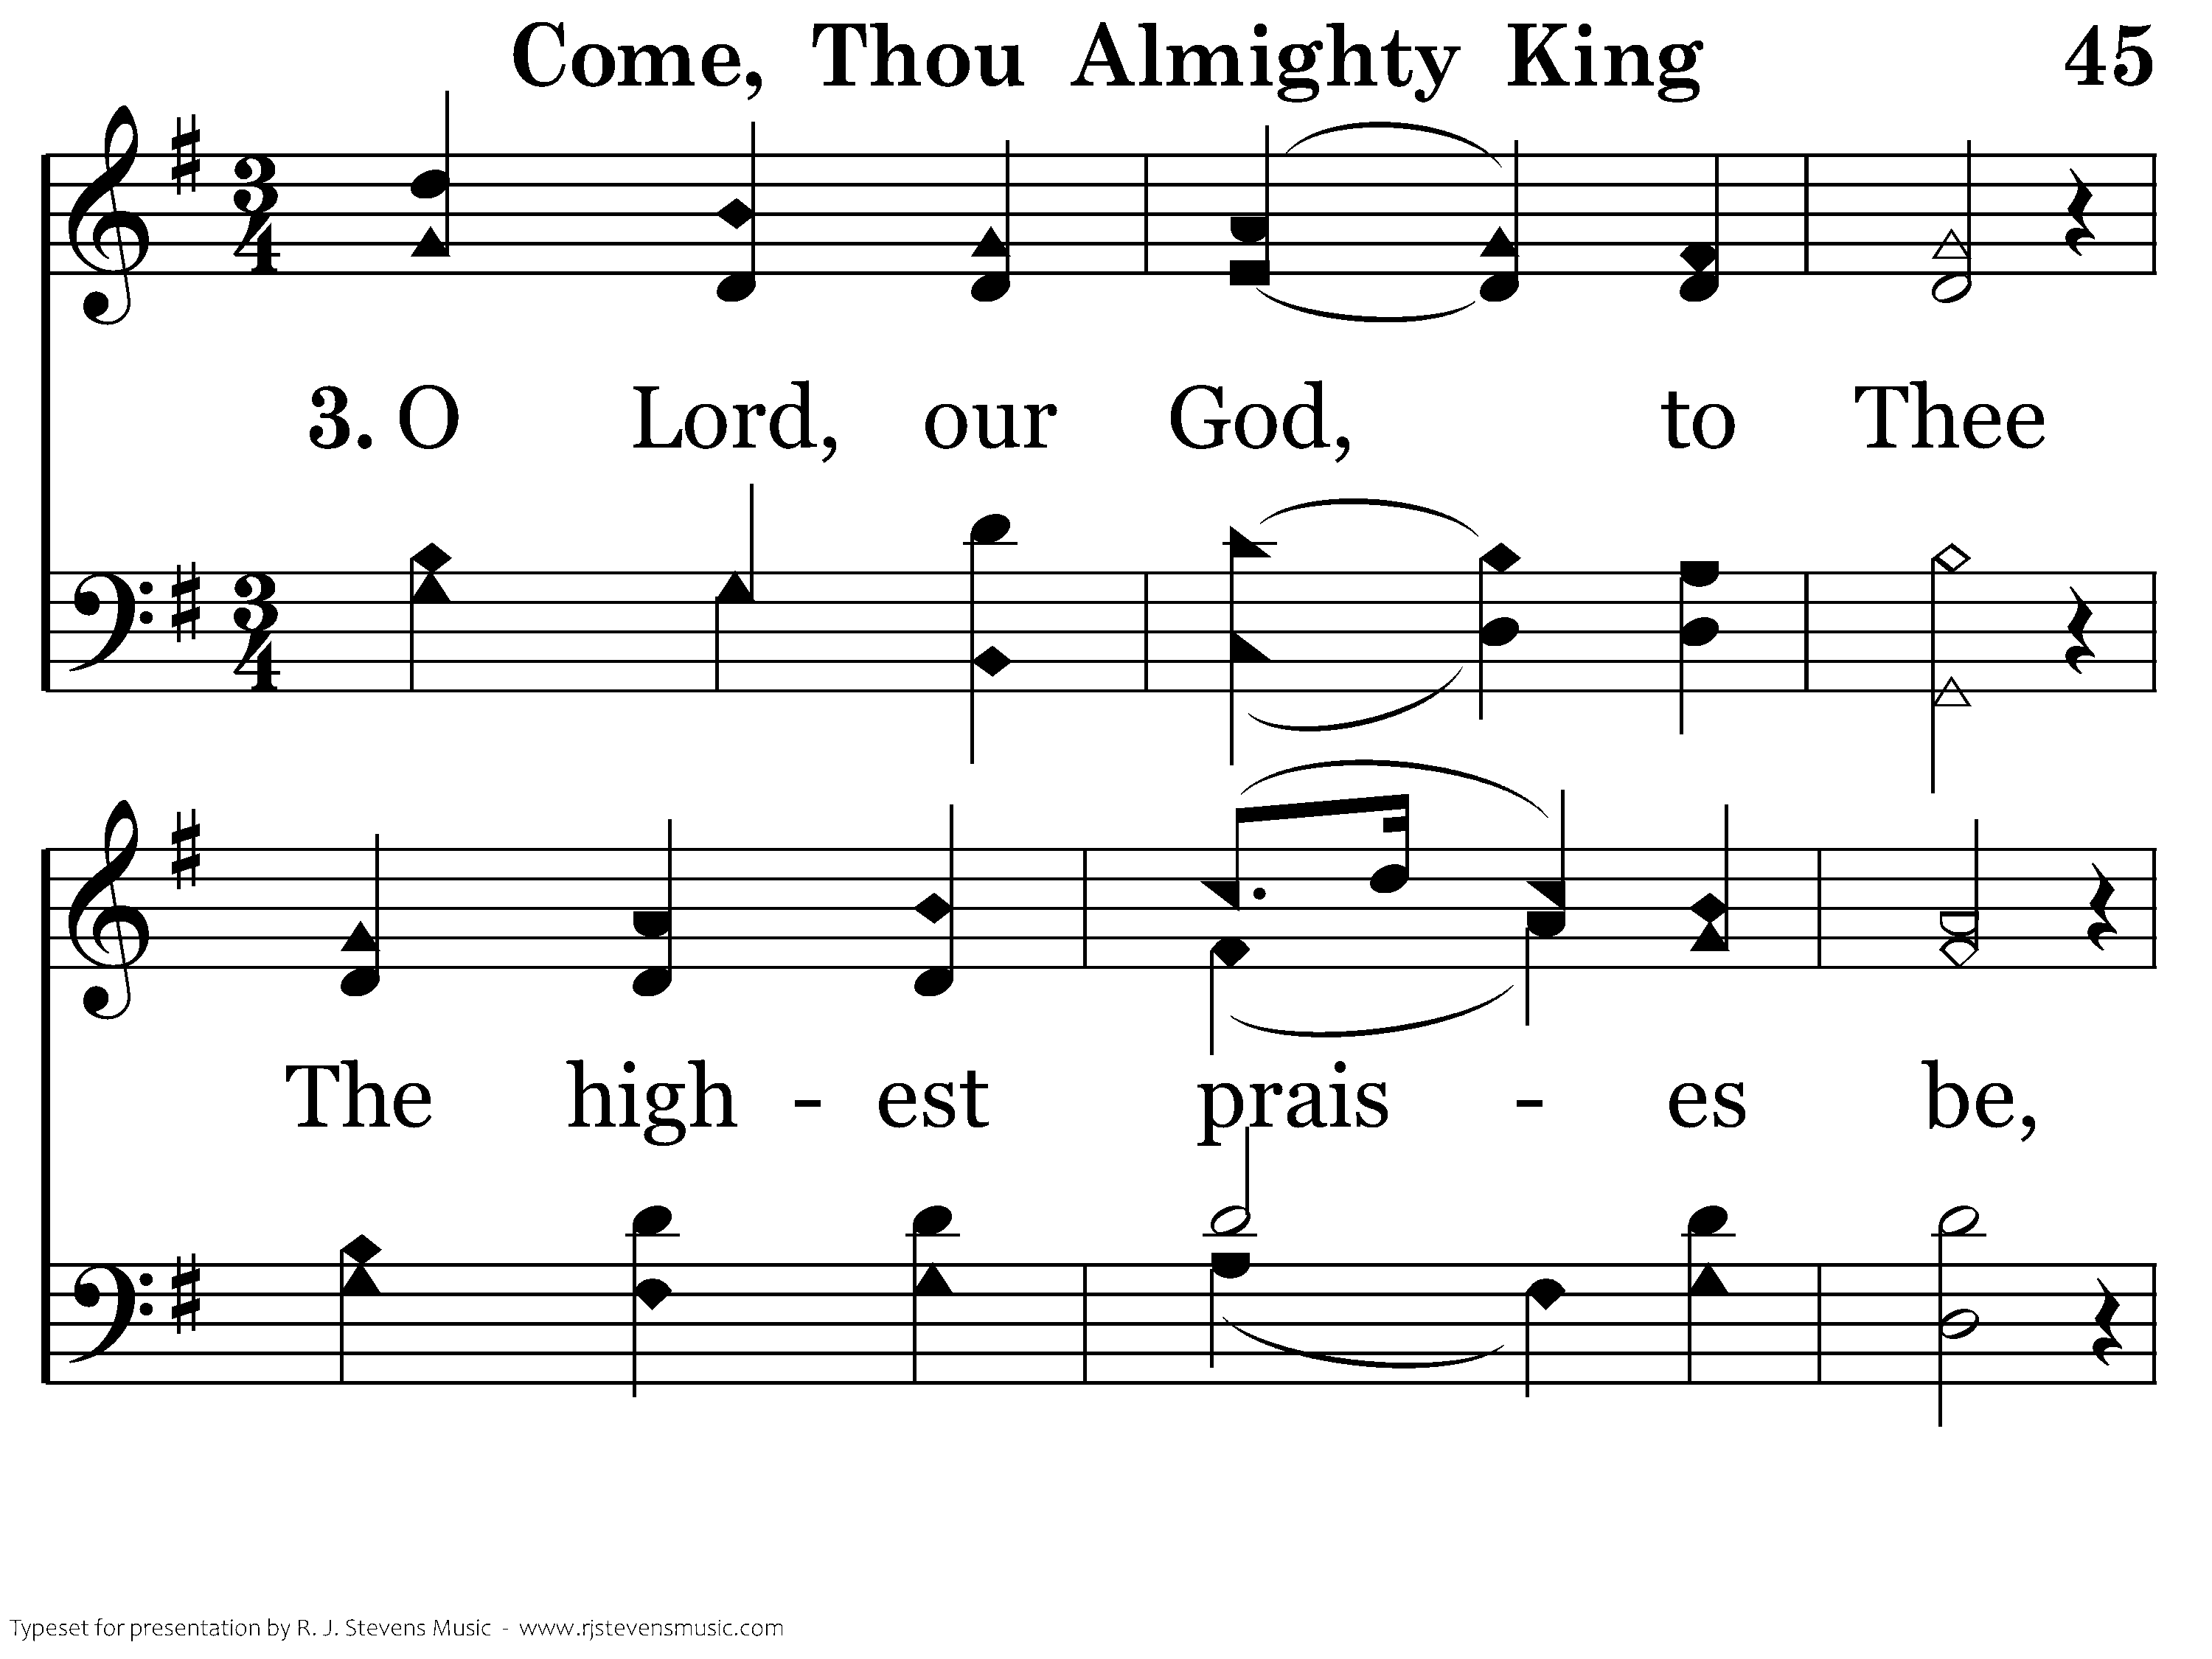 Come, Thou Almighty King 45
3. O Lord, our God, to Thee
The high - est prais - es be,
Typeset for presentation by R. J. Stevens Music - www.rjstevensmusic.com